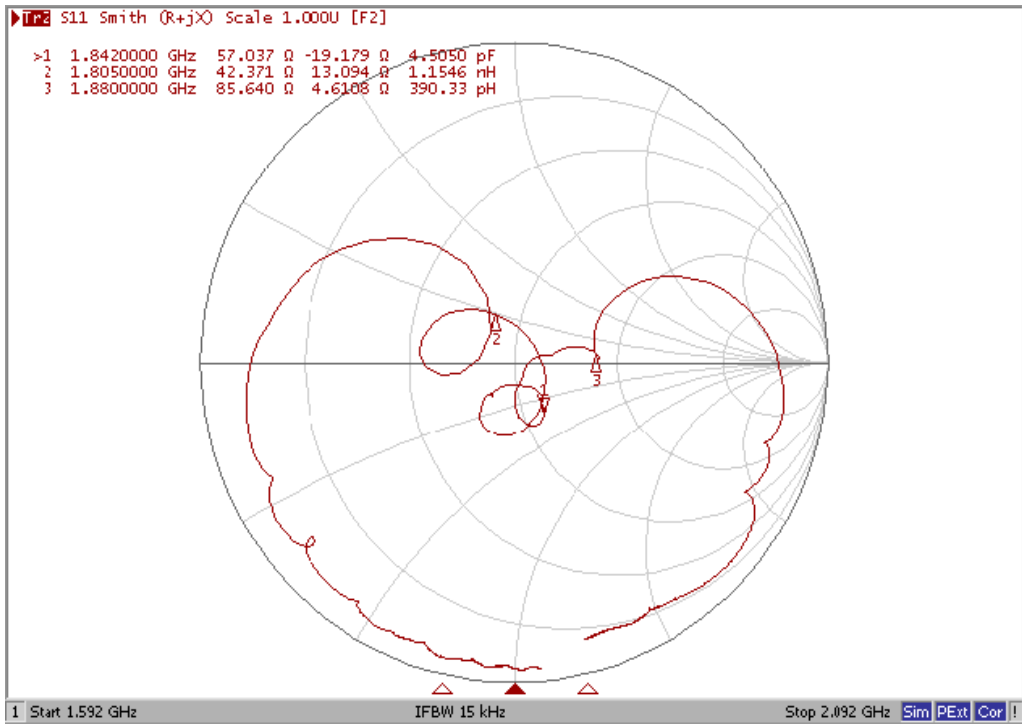 Tr2 S11 Smith (R+jX) Scale 1.000U [F2]
>1 1.8420000 GHz 57.037 Ω -19.179 Ω 4.5050 pF
2 1.8050000 GHz 42.371 Ω 13.094 Ω 1.1546 nH
3 1.8800000 GHz 85.640 Ω 4.6108 Ω 390.33 pH
2
3
1 Start 1.592 GHz IFBW 15 kHz Stop 2.092 GHz Sim PExt Cor !